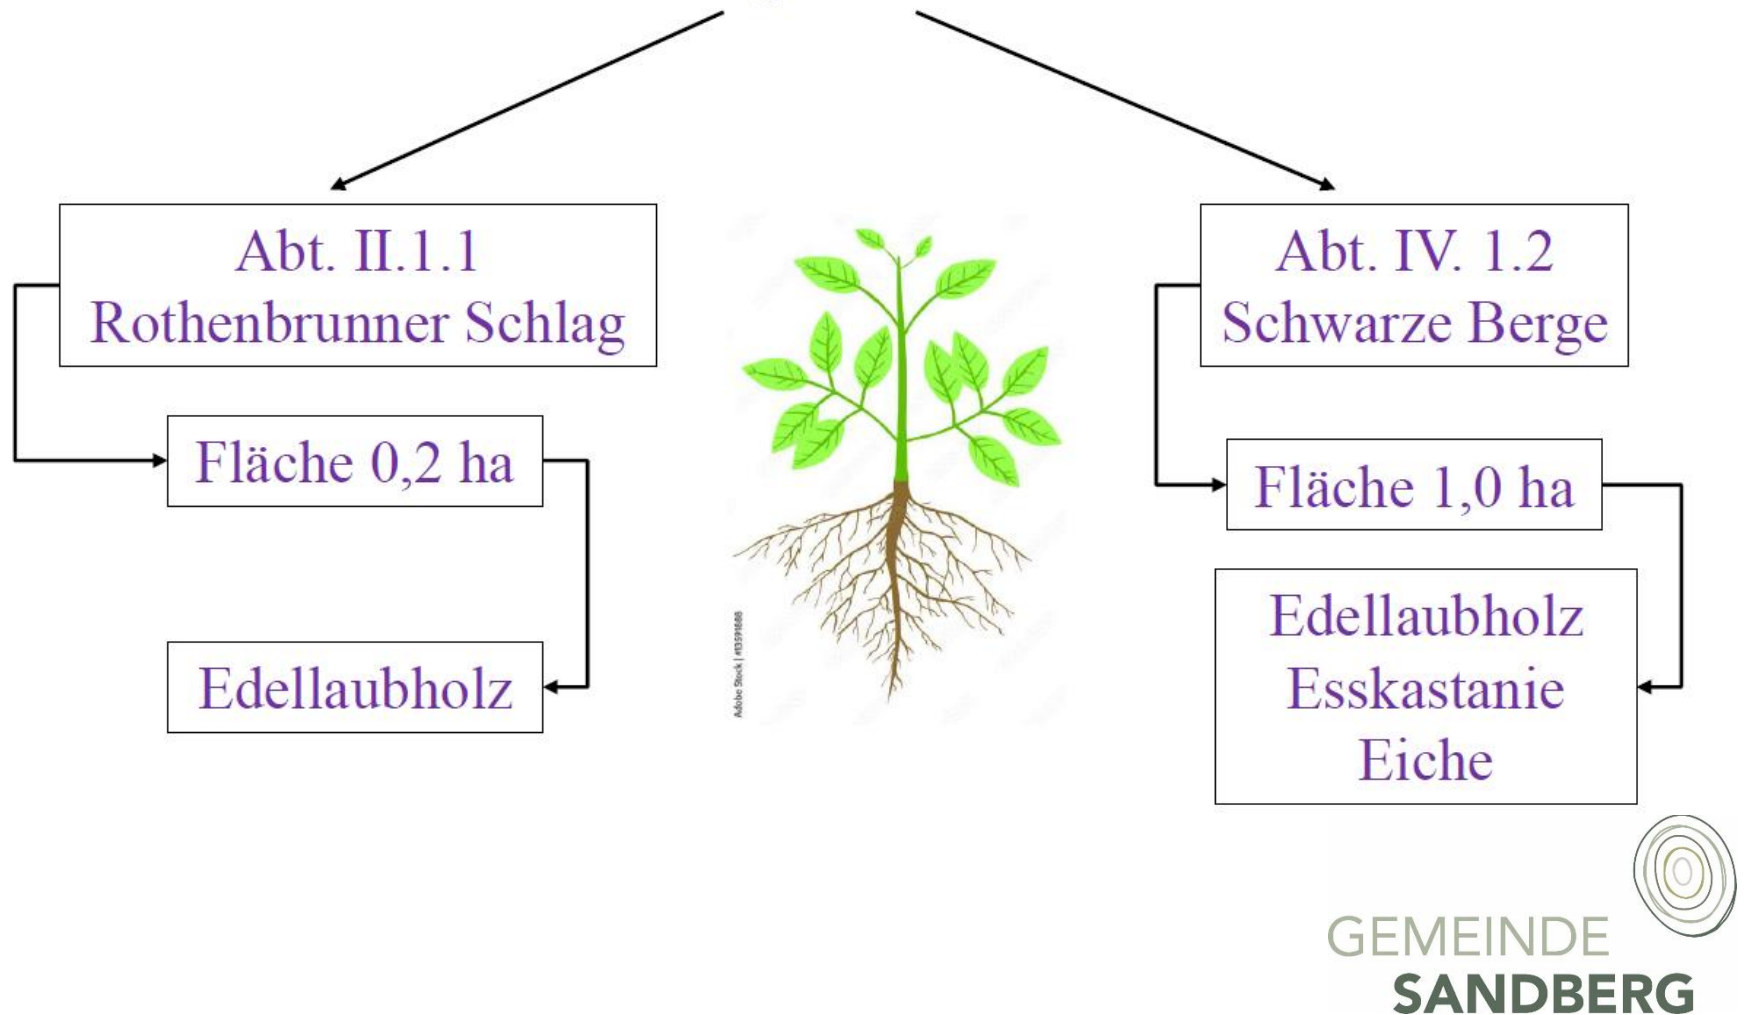 Abt. II.1.1
Rothenbrunner Schlag
Fläche 0,2 ha
Edellaubholz
Abt. IV. 1.2
Schwarze Berge
Fläche 1,0 ha
Edellaubholz
Esskastanie
Eiche
GEMEINDE
SANDBERG